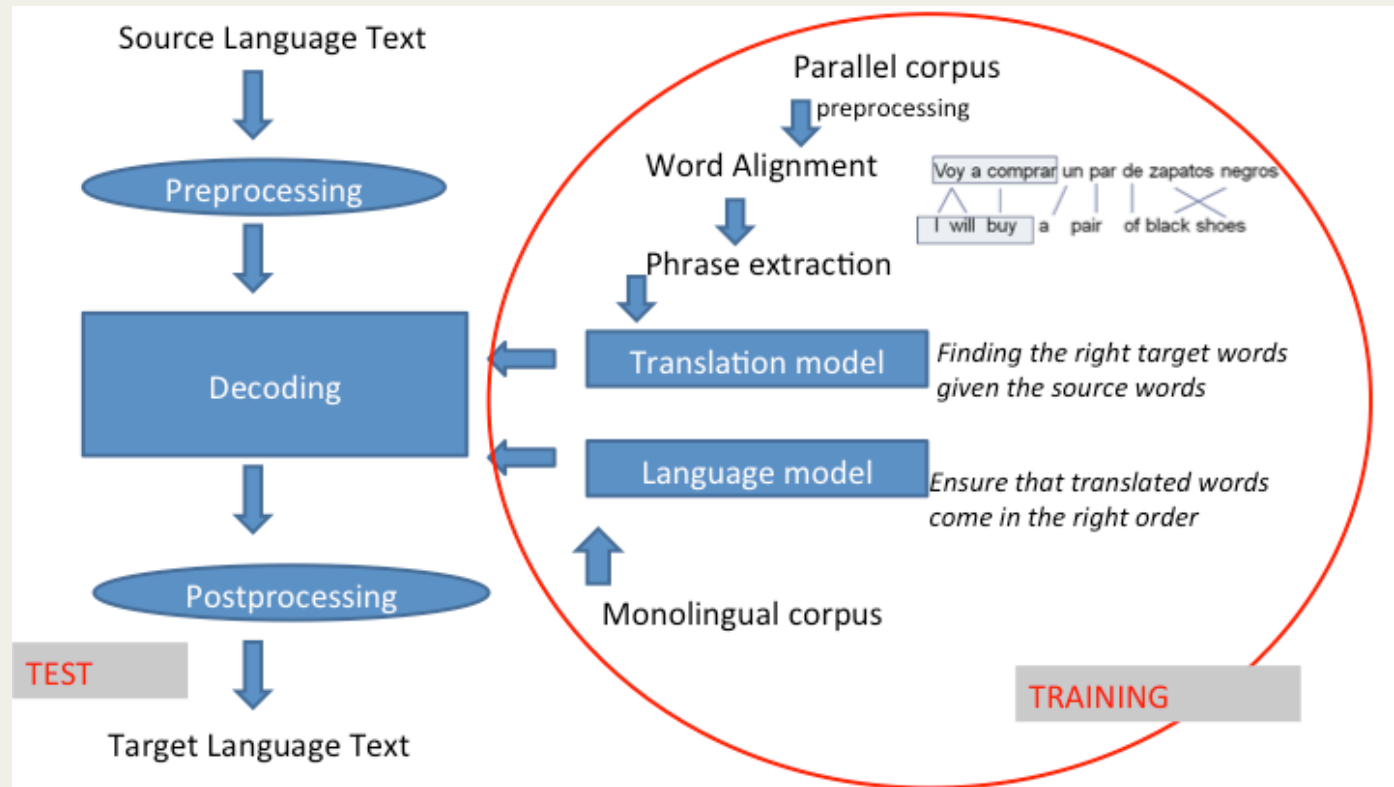 Source Language Text
Preprocessing
Decoding
Postprocessing
TEST
Target Language Text
Parallel corpus
preprocessing
Word Alignment
Voy a comprar un par de zapatos negros
I will buy a pair of black shoes
Phrase extraction
Translation model
Finding the right target words
given the source words
Language model
Ensure that translated words
come in the right order
Monolingual corpus
TRAINING